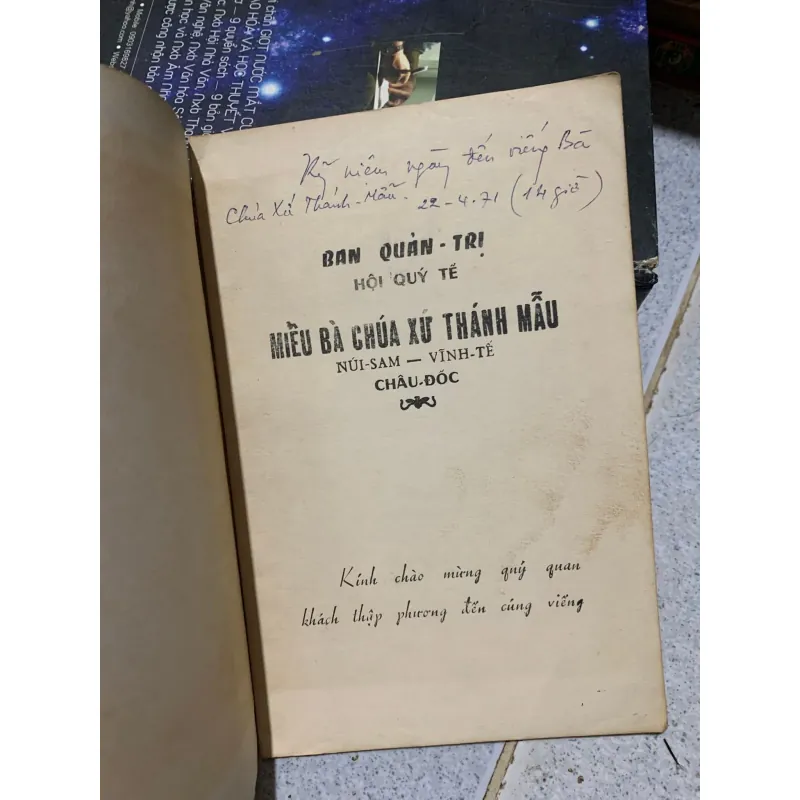 Kỷ niệm ngày đến viếng Bà
Chúa Xứ Thánh-Mẫu. 22-4.71 (14 giờ)
BAN QUẢN-TRỊ
HỘI QUÝ TẾ
MIỀU BÀ CHÚA XỨ THÁNH MẪU
NÚI-SAM — VĨNH-TẾ
CHÂU-ĐỐC
Kính chào mừng quý quan
khách thập phương đến cúng viếng